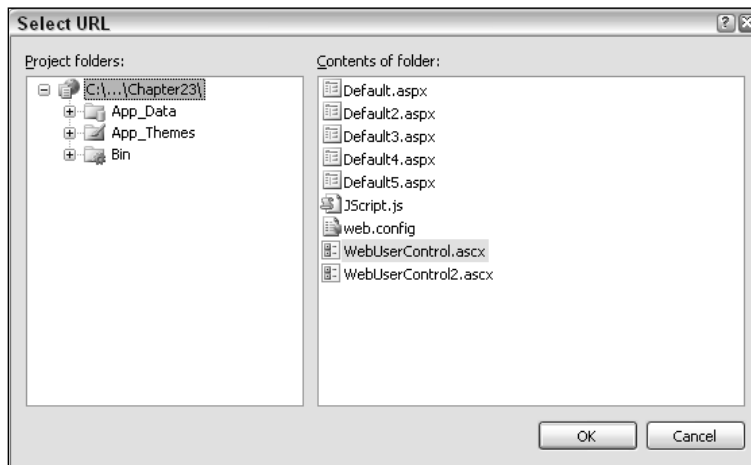 Select URL
Project folders:
C:\...\Chapter23\
App_Data
App_Themes
Bin
Contents of folder:
Default.aspx
Default2.aspx
Default3.aspx
Default4.aspx
Default5.aspx
JScript.js
web.config
WebUserControl.ascx
WebUserControl2.ascx
OK
Cancel